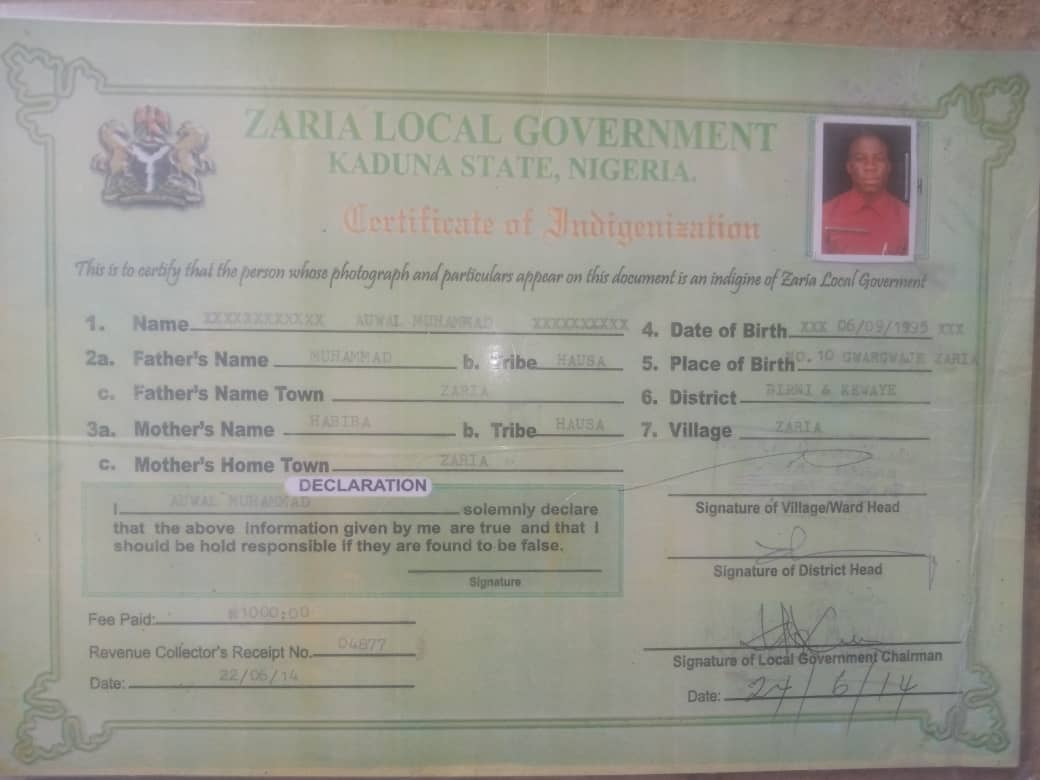 ZARIA LOCAL GOVERNMENT
KADUNA STATE, NIGERIA.
Certificate of Indigenization
This is to certify that the person whose photograph and particulars appear on this document is an indigine of Zaria Local Goverment
1. Name XXXXXXXXXXXX AUWAL MUHAMMAD XXXXXXXXXX
4. Date of Birth XXX 06/09/1995 XXX
2a. Father's Name MUHAMMAD b. Tribe HAUSA
5. Place of Birth NO. 10 GWARGWAJE ZARIA
c. Father's Name Town ZARIA
6. District BIRNI & KEWAYE
3a. Mother's Name HABIBA b. Tribe HAUSA
7. Village ZARIA
c. Mother's Home Town ZARIA
DECLARATION
I AUWAL MUHAMMAD solemnly declare
that the above information given by me are true and that I
should be hold responsible if they are found to be false.
Signature
Signature of Village/Ward Head
Signature of District Head
Fee Paid: ₦1000:00
Revenue Collector's Receipt No. 04877
Date: 22/06/14
Signature of Local Government Chairman
Date: 24/6/14